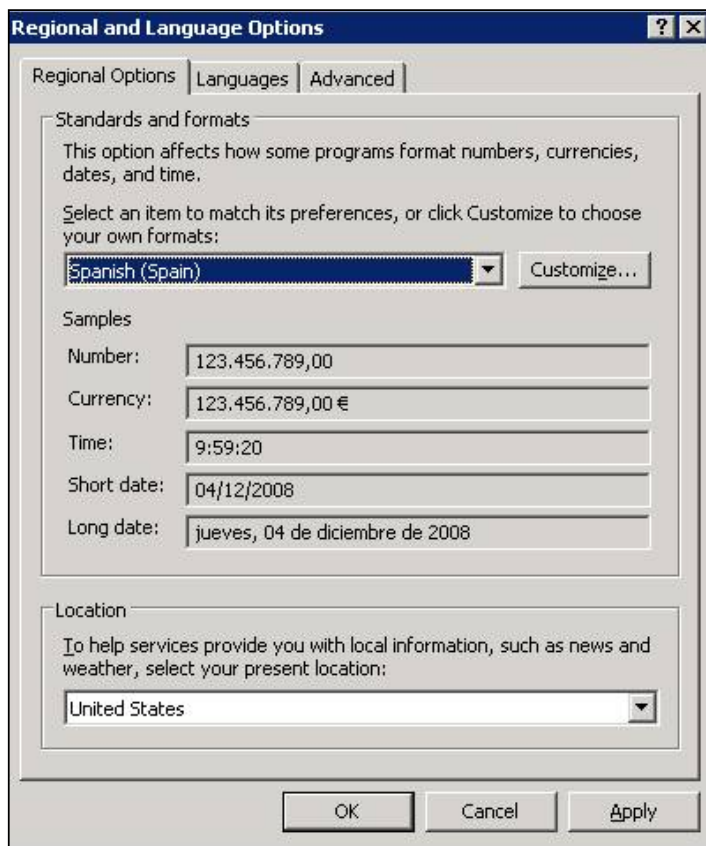 Regional and Language Options
Regional Options Languages Advanced
Standards and formats
This option affects how some programs format numbers, currencies,
dates, and time.
Select an item to match its preferences, or click Customize to choose
your own formats:
Spanish (Spain) Customize...
Samples
Number: 123.456.789,00
Currency: 123.456.789,00 €
Time: 9:59:20
Short date: 04/12/2008
Long date: jueves, 04 de diciembre de 2008
Location
To help services provide you with local information, such as news and
weather, select your present location:
United States
OK Cancel Apply